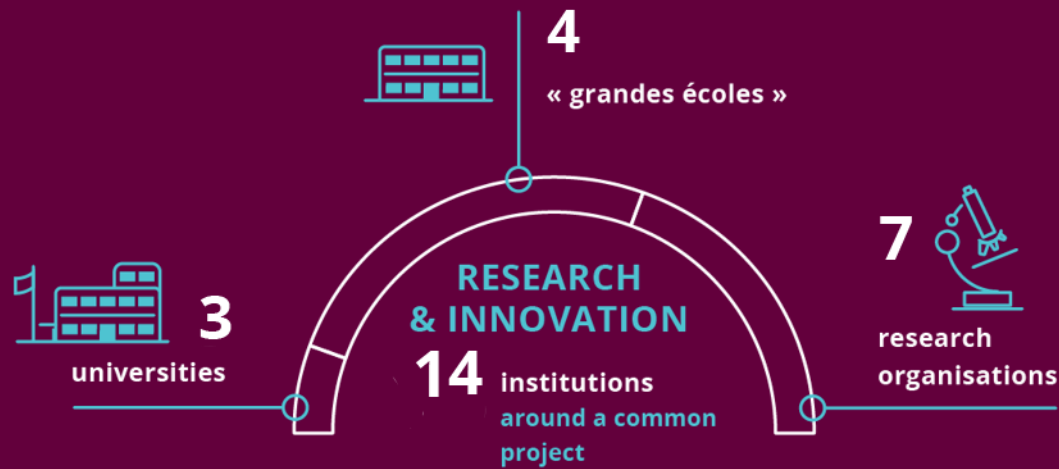 4
« grandes écoles »
3
universities
RESEARCH
& INNOVATION
14 institutions
around a common
project
7
research
organisations